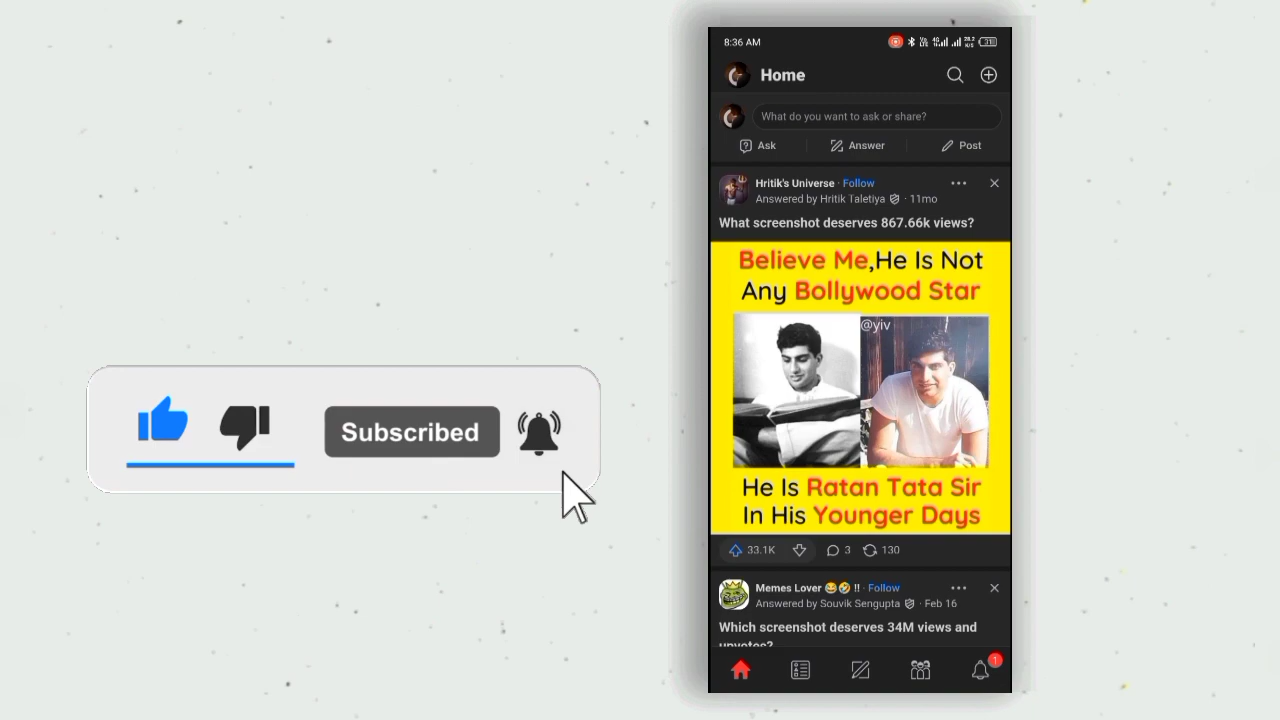 Subscribed
8:36 AM
Home
What do you want to ask or share?
Ask
Answer
Post
Hritik's Universe · Follow
Answered by Hritik Taletiya · 11mo
What screenshot deserves 867.66k views?
Believe Me,He Is Not
Any Bollywood Star
@yiv
He Is Ratan Tata Sir
In His Younger Days
33.1K 3 130
Memes Lover 😂🤣 !! · Follow
Answered by Souvik Sengupta · Feb 16
Which screenshot deserves 34M views and
upvotes?
1